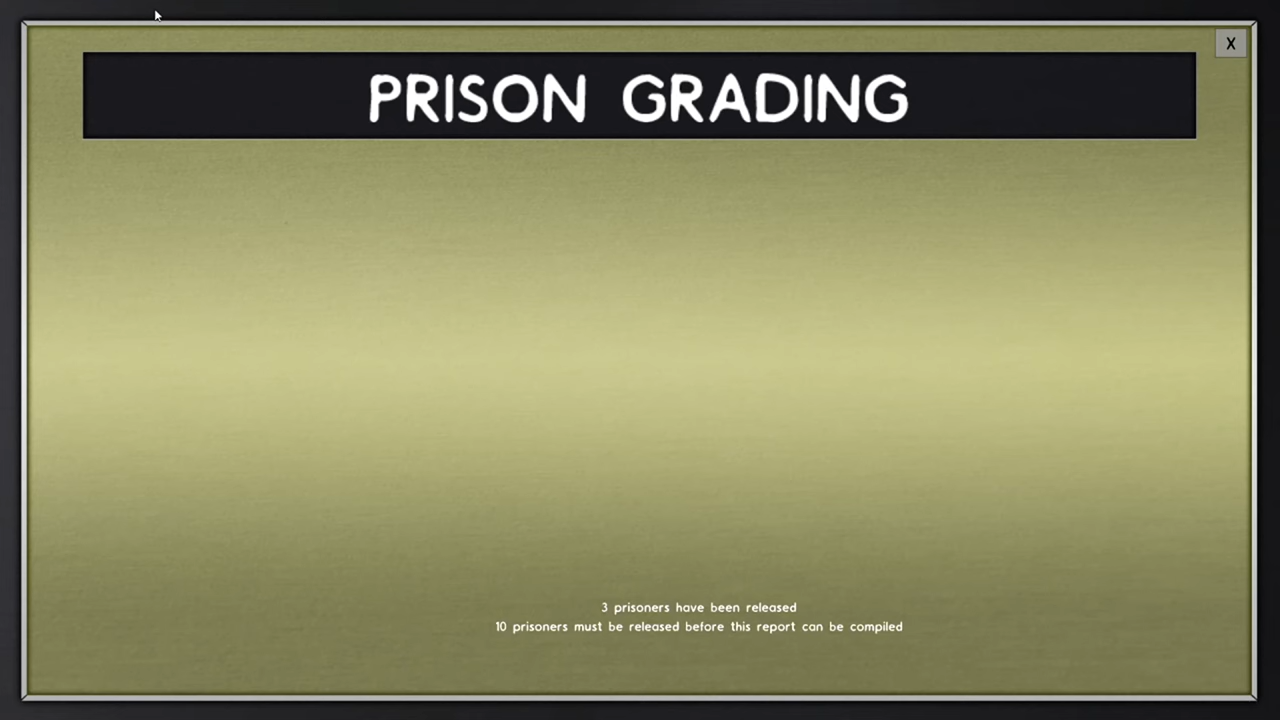 PRISON GRADING
X
3 prisoners have been released
10 prisoners must be released before this report can be compiled